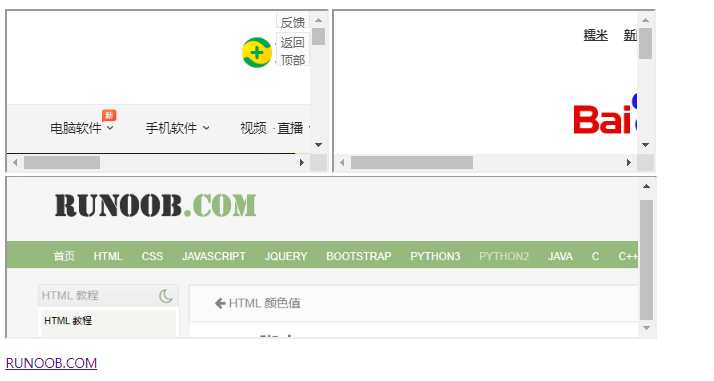 反馈
返回
顶部
新
电脑软件 手机软件 视频 · 直播
糯米 新
Bai
RUNOOB.COM
首页 HTML CSS JAVASCRIPT JQUERY BOOTSTRAP PYTHON3 PYTHON2 JAVA C C++
HTML 教程
HTML 教程
HTML 颜色值
RUNOOB.COM